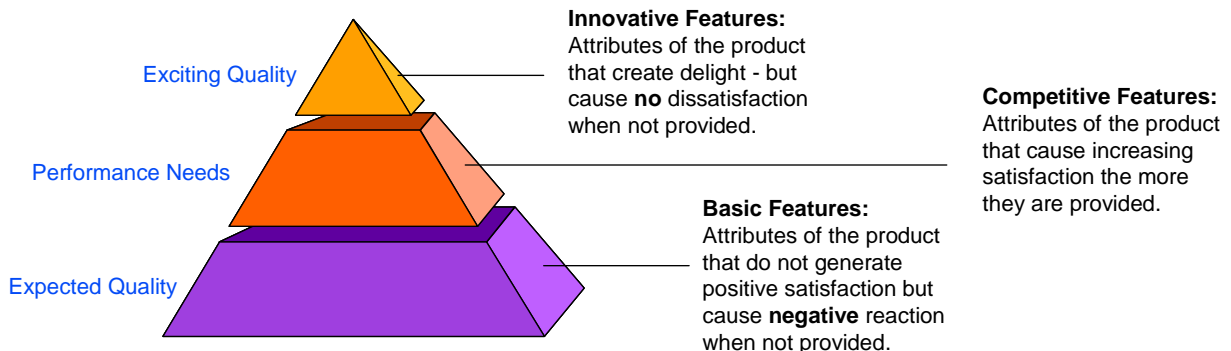 Innovative Features:
Attributes of the product
that create delight - but
cause no dissatisfaction
when not provided.
Exciting Quality
Competitive Features:
Attributes of the product
that cause increasing
satisfaction the more
they are provided.
Performance Needs
Basic Features:
Attributes of the product
that do not generate
positive satisfaction but
cause negative reaction
when not provided.
Expected Quality